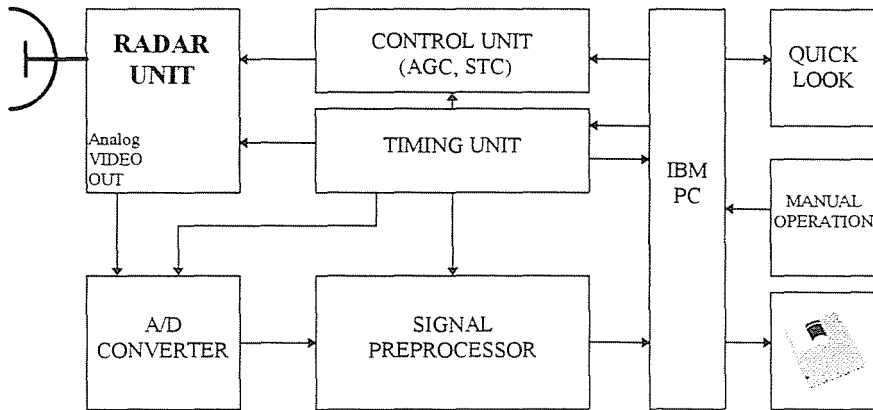 RADAR
UNIT
Analog
VIDEO
OUT
CONTROL UNIT
(AGC, STC)
TIMING UNIT
IBM
PC
QUICK
LOOK
MANUAL
OPERATION
A/D
CONVERTER
SIGNAL
PREPROCESSOR